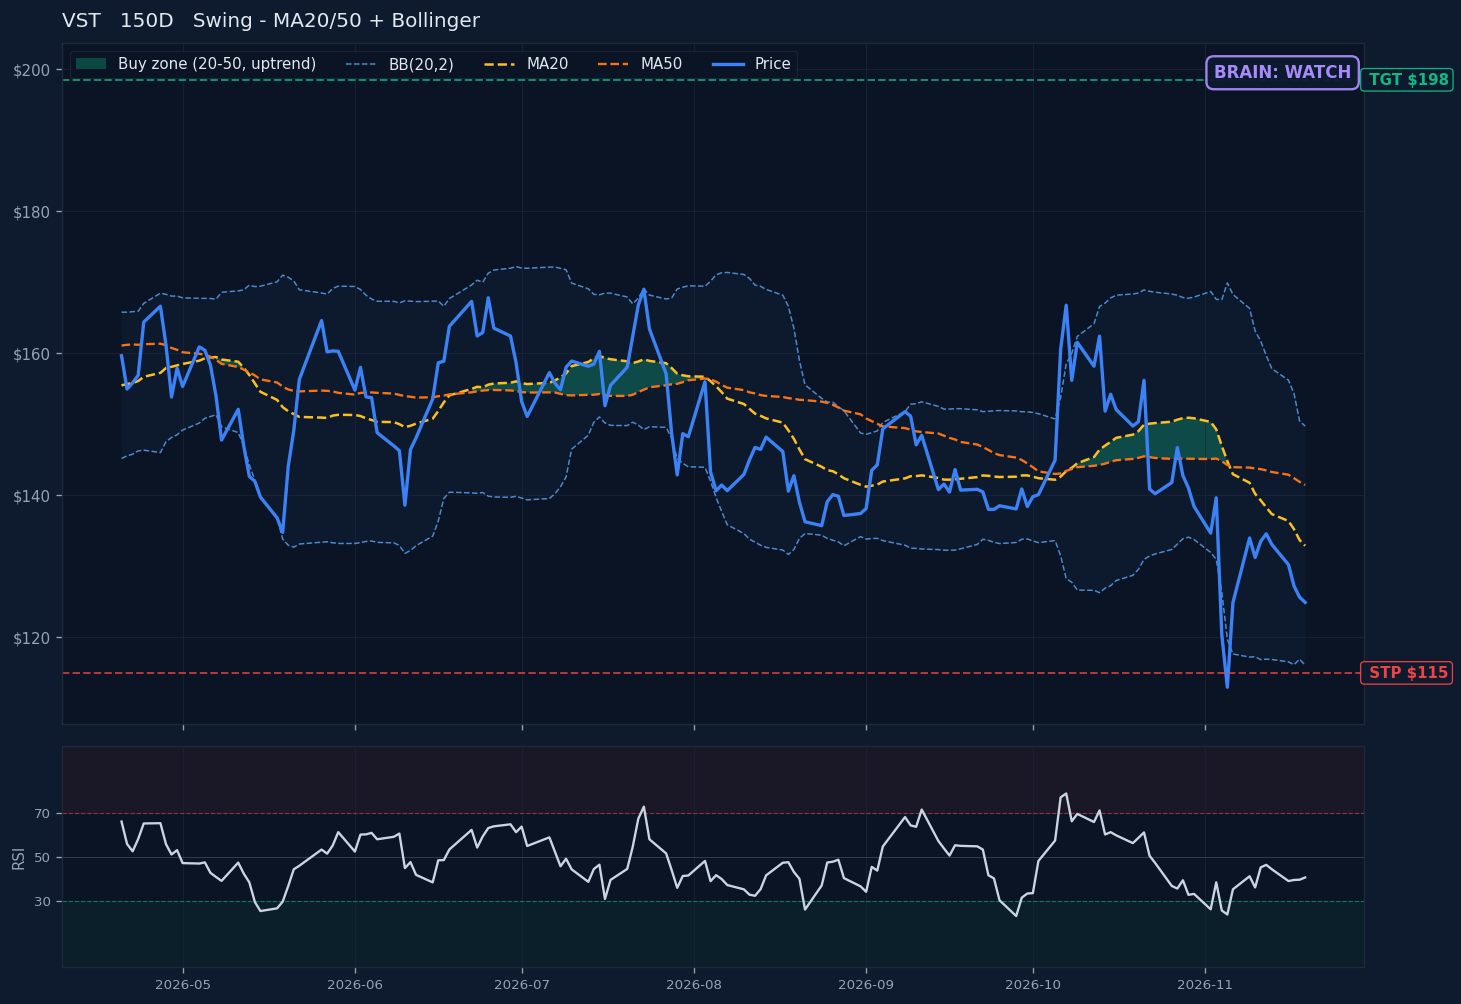 VST 150D Swing - MA20/50 + Bollinger
Buy zone (20-50, uptrend) BB(20,2) MA20 MA50 Price
BRAIN: WATCH
TGT $198
$200
$180
$160
$140
$120
STP $115
RSI
70
50
30
2026-05 2026-06 2026-07 2026-08 2026-09 2026-10 2026-11